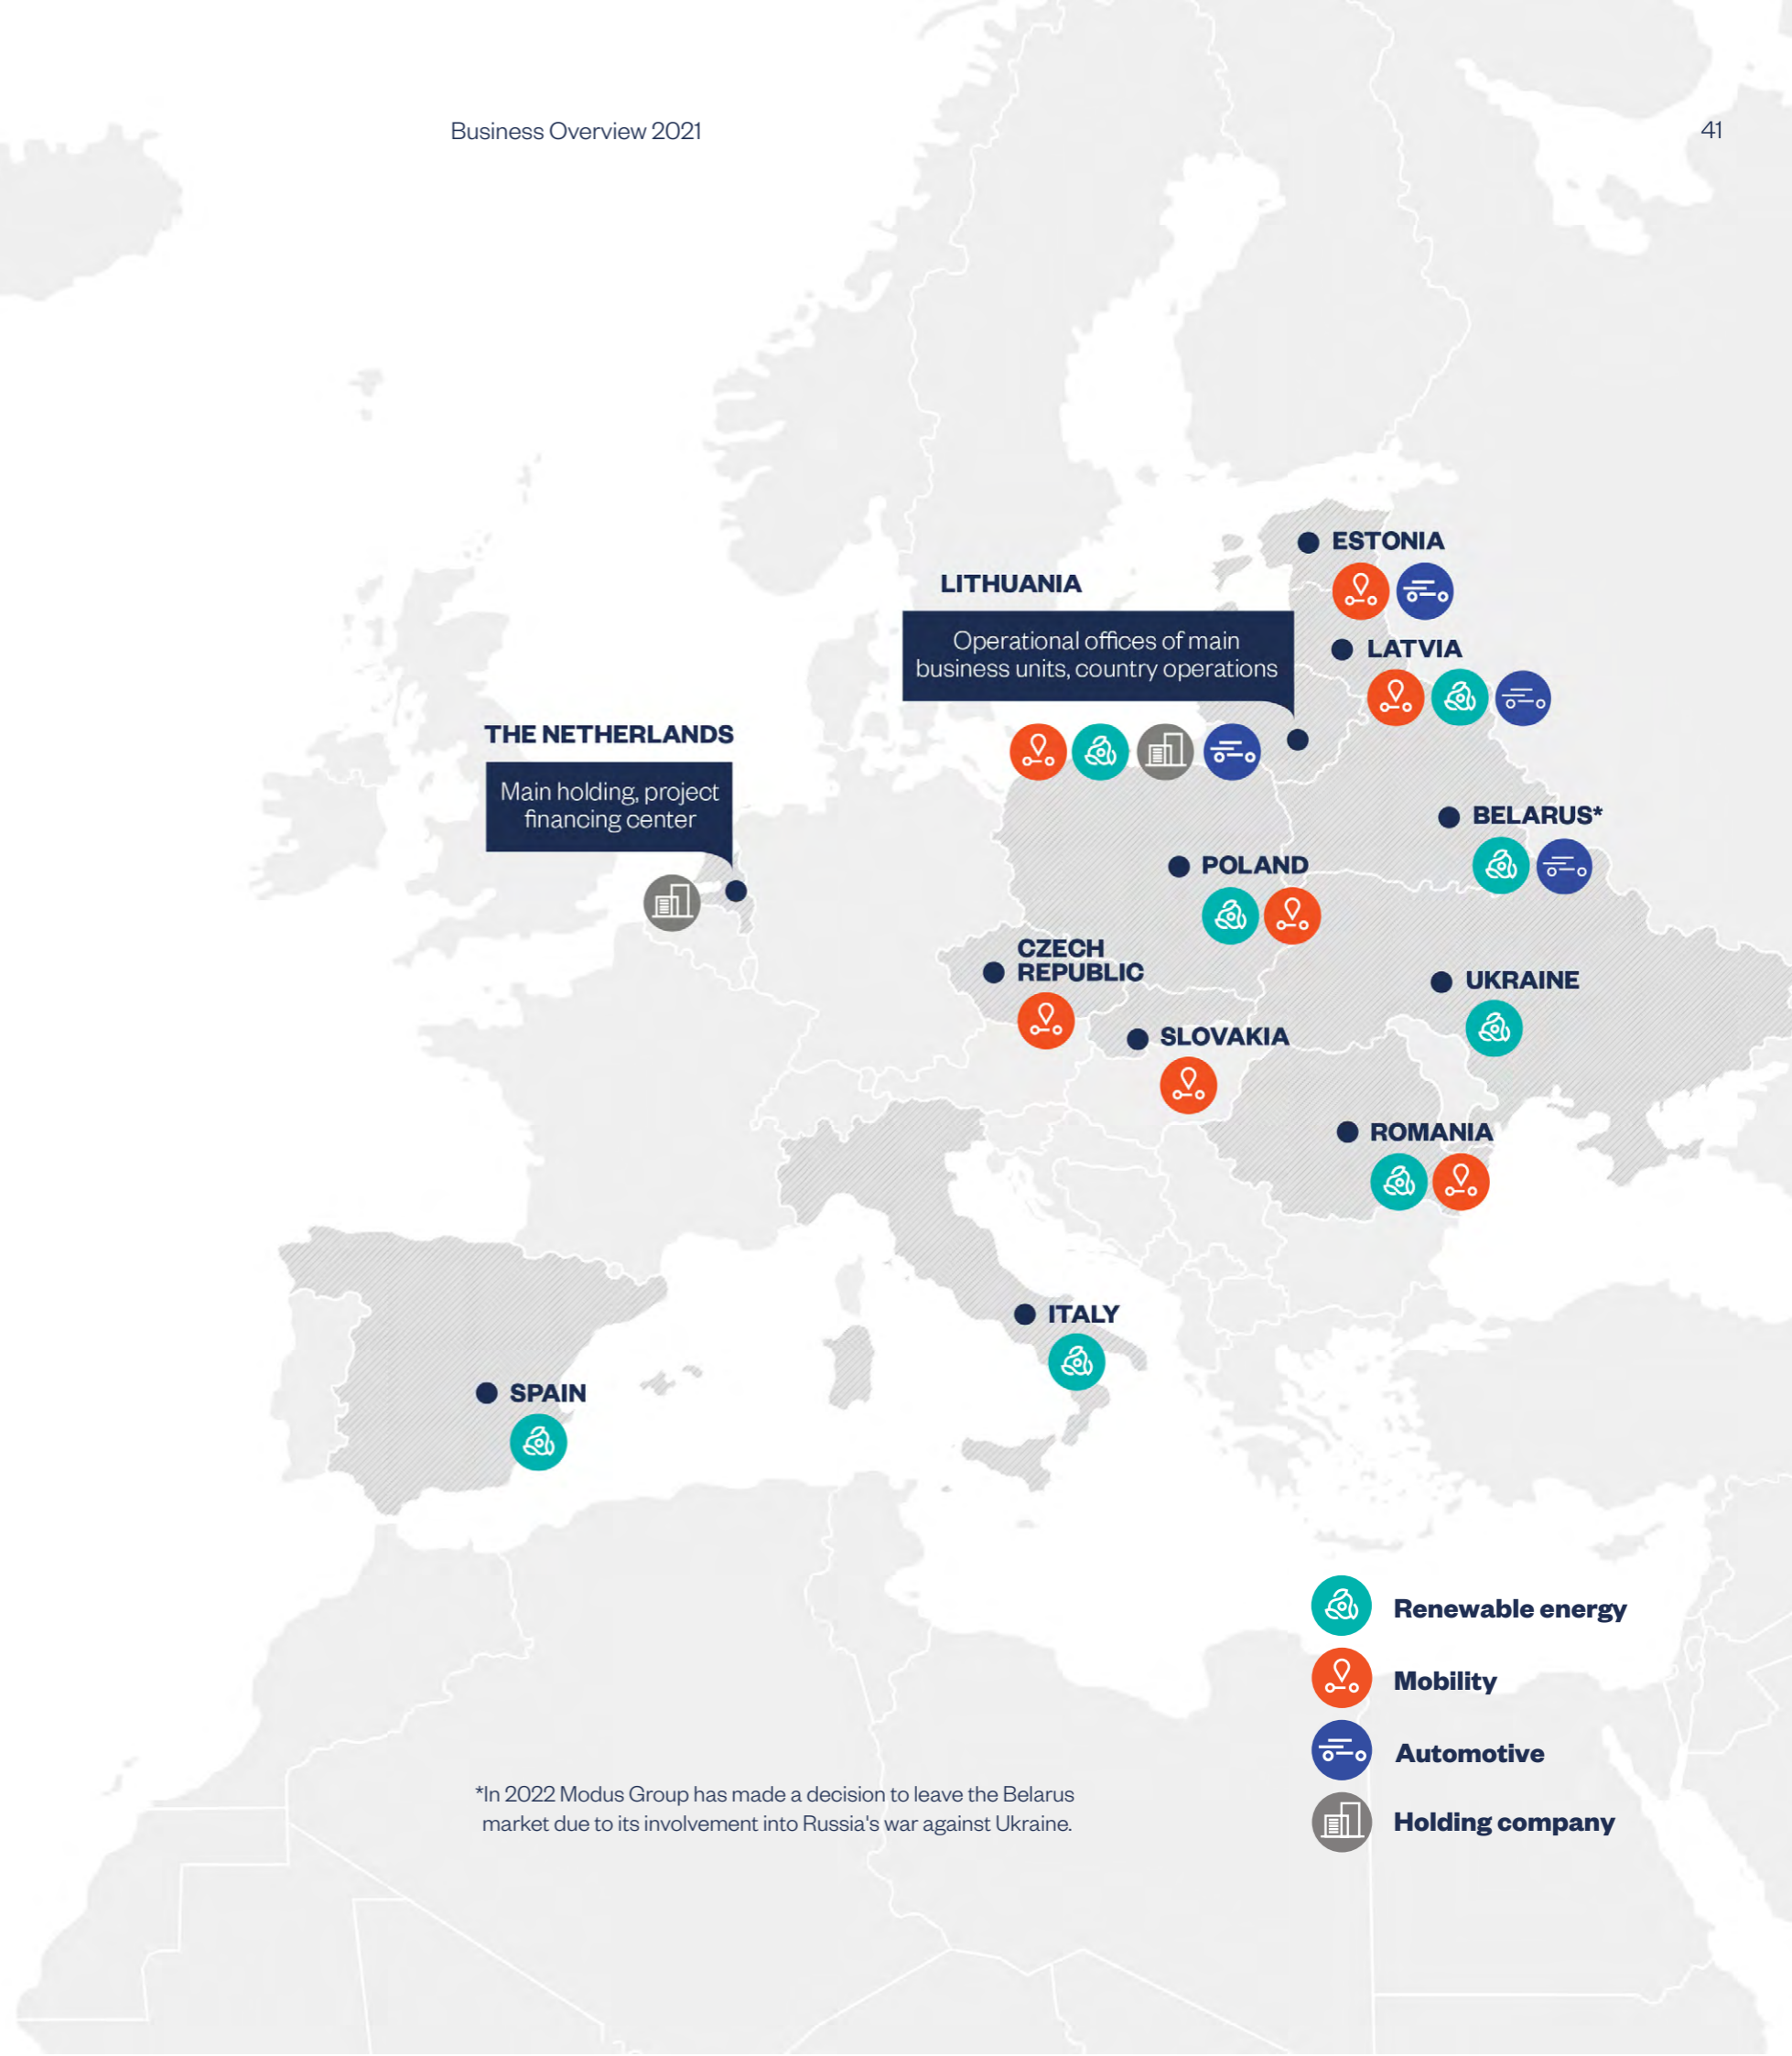 Business Overview 2021
41
ESTONIA
LITHUANIA
Operational offices of main
business units, country operations
LATVIA
THE NETHERLANDS
Main holding, project
financing center
BELARUS*
POLAND
CZECH
REPUBLIC
UKRAINE
SLOVAKIA
ROMANIA
ITALY
SPAIN
Renewable energy
Mobility
Automotive
Holding company
*In 2022 Modus Group has made a decision to leave the Belarus
market due to its involvement into Russia's war against Ukraine.